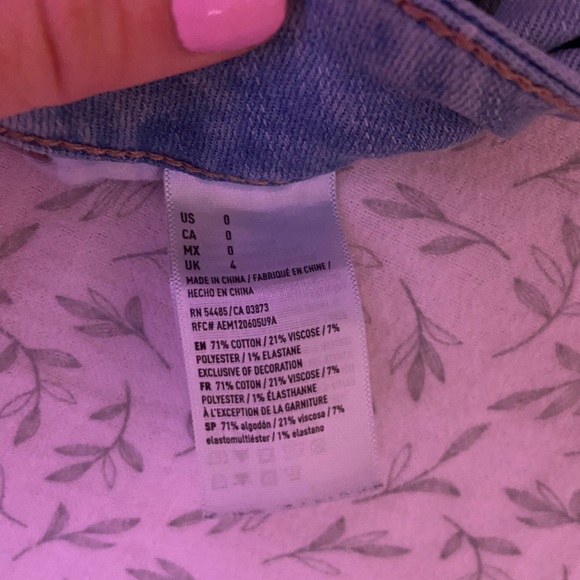 US 0
CA 0
MX 0
UK 4
MADE IN CHINA / FABRIQUÉ EN CHINE /
HECHO EN CHINA
RN 54485/CA 03873
RFC# AEM120605U9A
EN 71% COTTON / 21% VISCOSE / 7%
POLYESTER / 1% ELASTANE
EXCLUSIVE OF DECORATION
FR 71% COTON / 21% VISCOSE / 7%
POLYESTER / 1% ÉLASTHANNE
À L'EXCEPTION DE LA GARNITURE
SP 71% algodón / 21% viscosa / 7%
elastomultiéster / 1% elastano